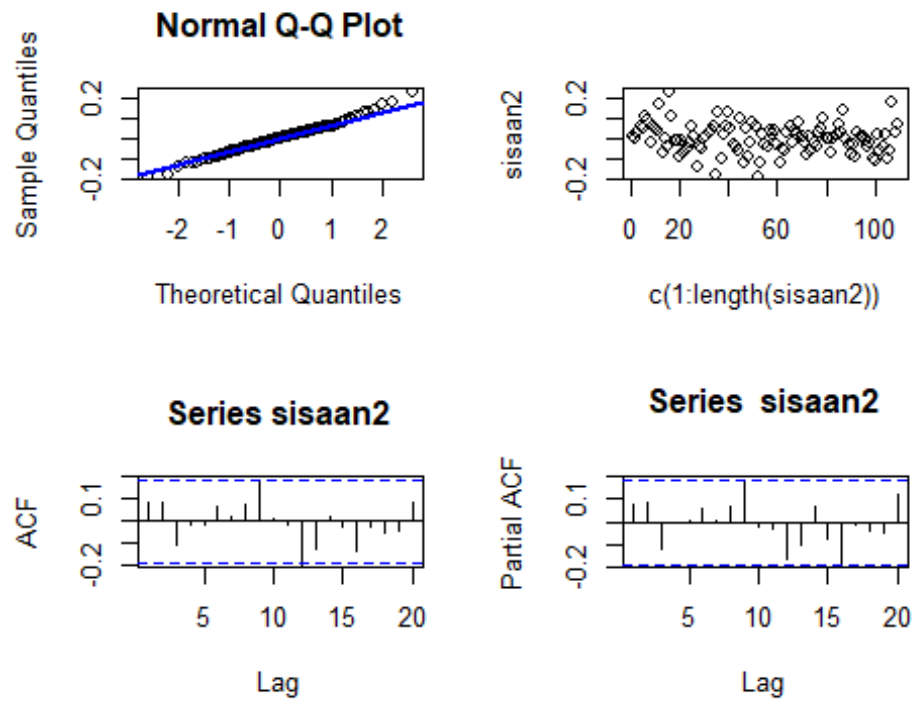 Normal Q-Q Plot
Sample Quantiles
0.2
-0.2
-2 -1 0 1 2
Theoretical Quantiles
sisaan2
0.2
-0.2
0 20 60 100
c(1:length(sisaan2))
Series sisaan2
ACF
0.1
-0.2
5 10 15 20
Lag
Series sisaan2
Partial ACF
0.1
-0.2
5 10 15 20
Lag